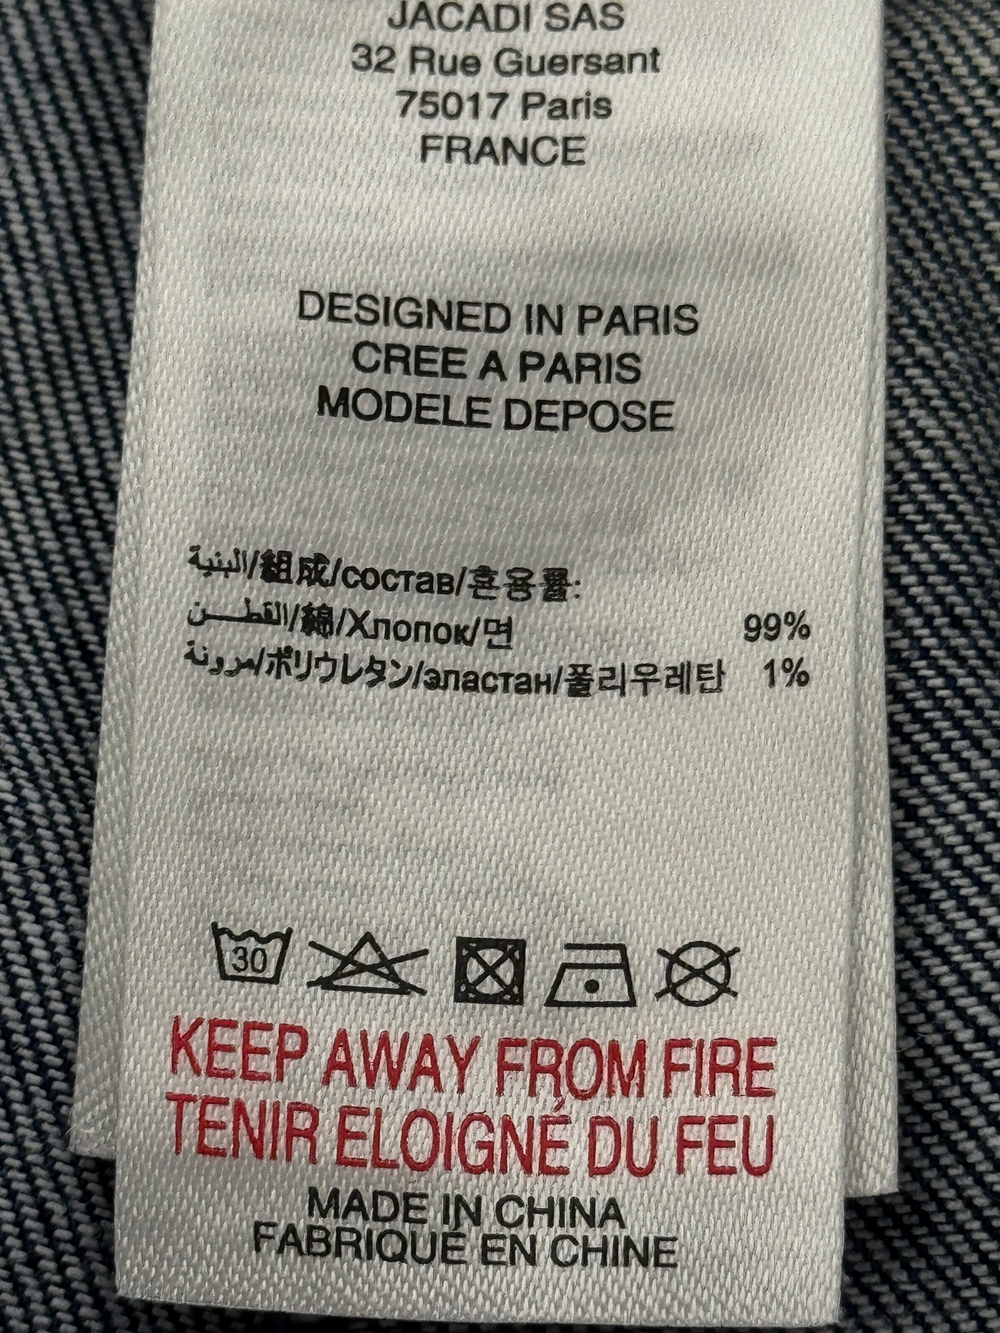 JACADI SAS
32 Rue Guersant
75017 Paris
FRANCE
DESIGNED IN PARIS
CREE A PARIS
MODELE DEPOSE
البنية/組成/состав/혼용률:
القطــن/綿/Хлопок/면 99%
مرونة/ポリウレタン/эластан/폴리우레탄 1%
30
KEEP AWAY FROM FIRE
TENIR ELOIGNÉ DU FEU
MADE IN CHINA
FABRIQUÉ EN CHINE